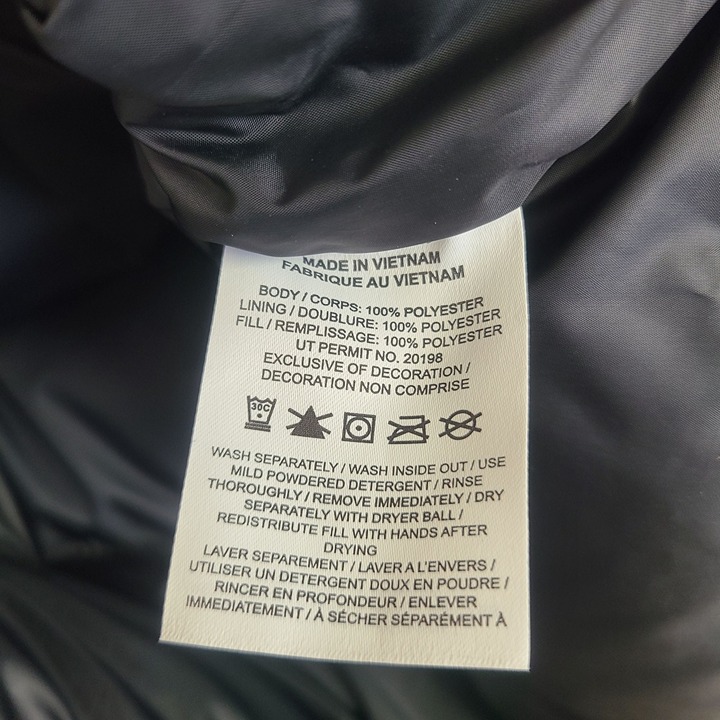 MADE IN VIETNAM
FABRIQUE AU VIETNAM
BODY / CORPS: 100% POLYESTER
LINING / DOUBLURE: 100% POLYESTER
FILL / REMPLISSAGE: 100% POLYESTER
UT PERMIT NO. 20198
EXCLUSIVE OF DECORATION /
DECORATION NON COMPRISE
30C
WASH SEPARATELY / WASH INSIDE OUT / USE
MILD POWDERED DETERGENT / RINSE
THOROUGHLY / REMOVE IMMEDIATELY / DRY
SEPARATELY WITH DRYER BALL /
REDISTRIBUTE FILL WITH HANDS AFTER
DRYING
LAVER SEPAREMENT / LAVER A L'ENVERS /
UTILISER UN DETERGENT DOUX EN POUDRE /
RINCER EN PROFONDEUR / ENLEVER
IMMEDIATEMENT / À SÉCHER SÉPARÉMENT À